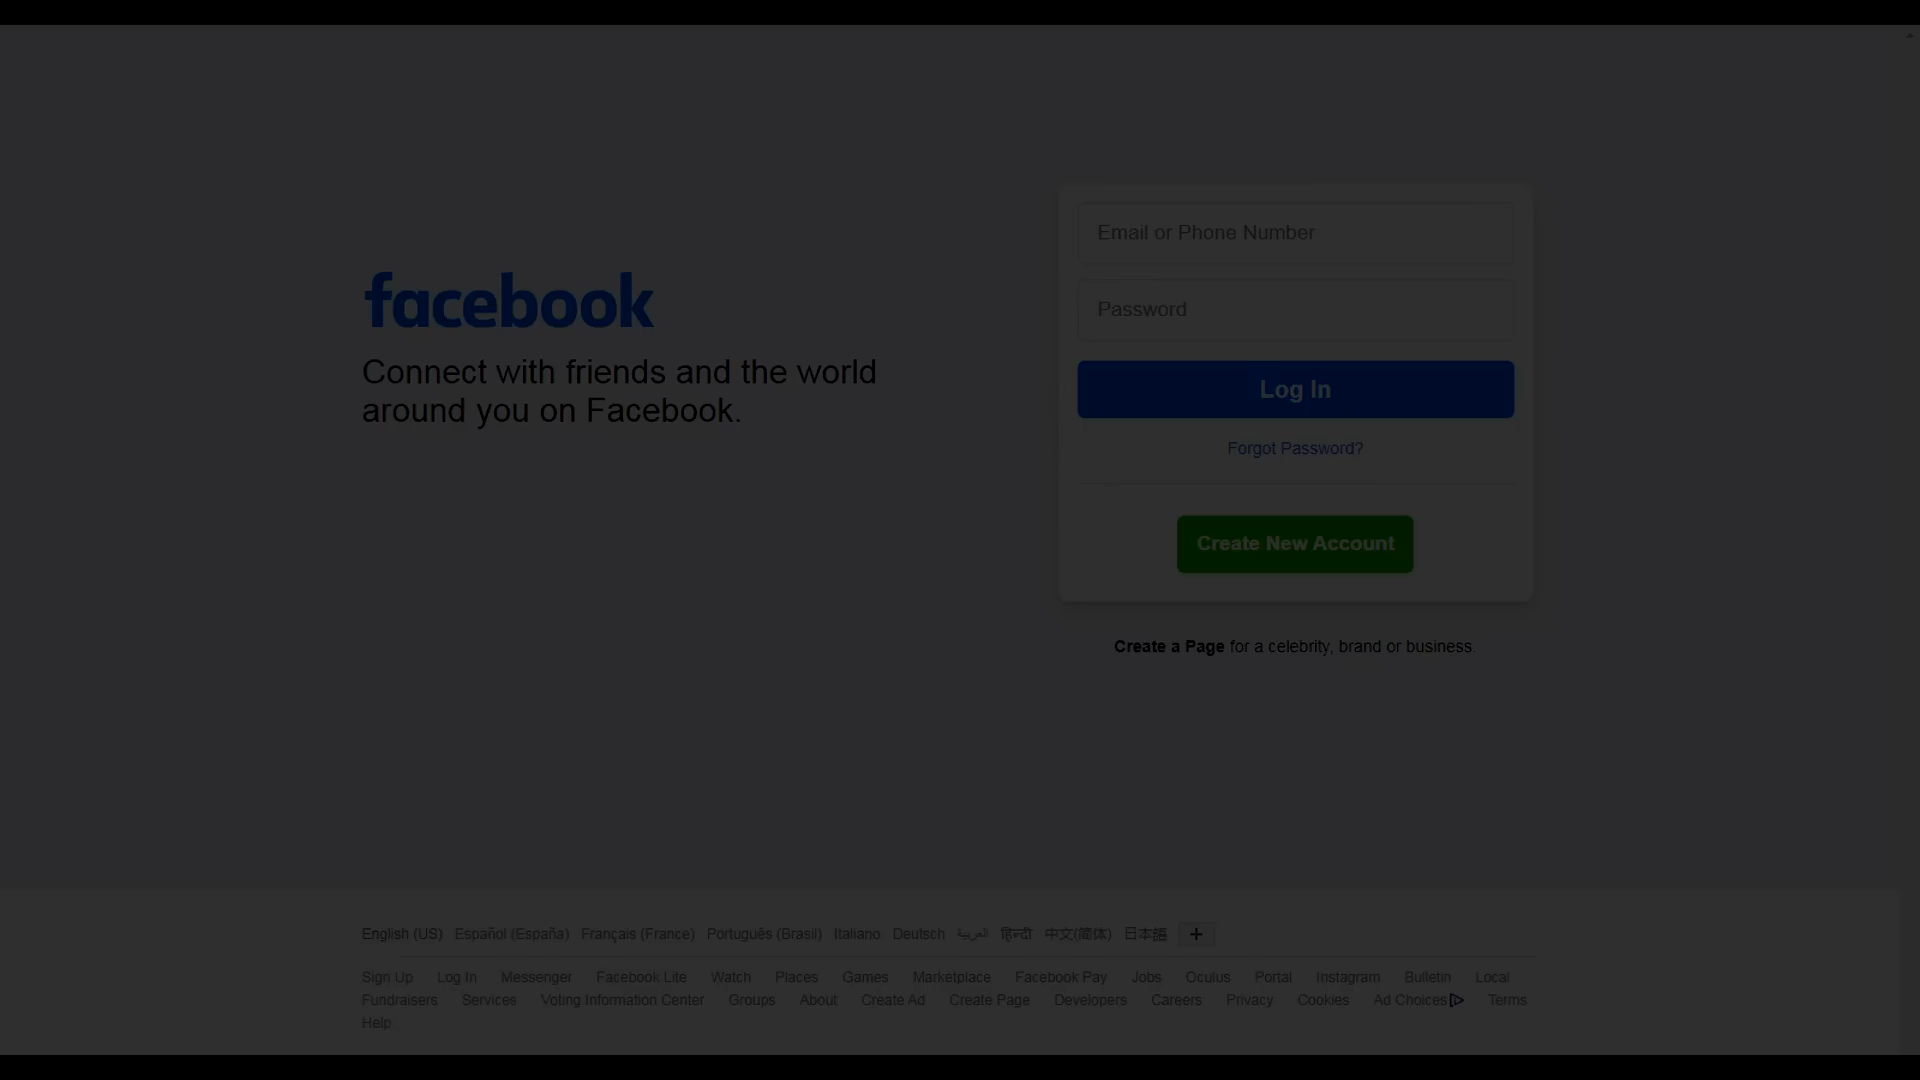 facebook
Connect with friends and the world
around you on Facebook.
Email or Phone Number
Password
Log In
Forgot Password?
Create New Account
Create a Page for a celebrity, brand or business.
English (US) Español (España) Français (France) Português (Brasil) Italiano Deutsch العربية हिन्दी 中文(简体) 日本語 +
Sign Up Log In Messenger Facebook Lite Watch Places Games Marketplace Facebook Pay Jobs Oculus Portal Instagram Bulletin Local
Fundraisers Services Voting Information Center Groups About Create Ad Create Page Developers Careers Privacy Cookies Ad Choices Terms
Help